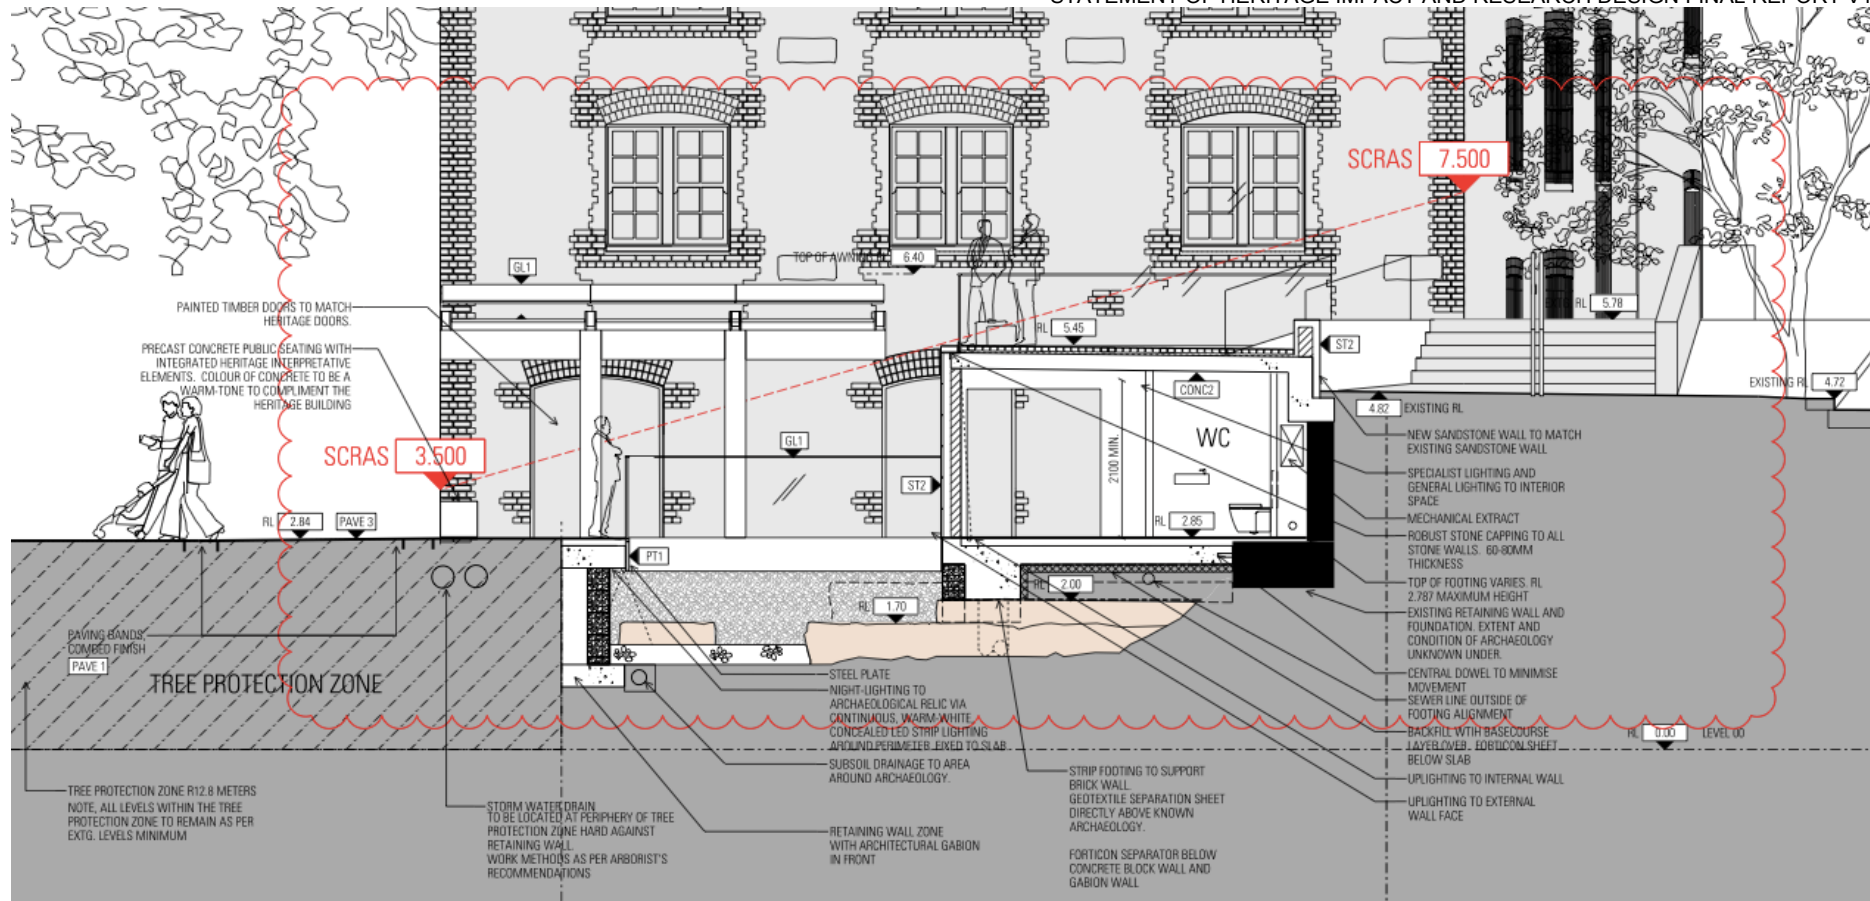 STATEMENT OF HERITAGE IMPACT AND RESEARCH DESIGN FINAL REPORT V1
SCRAS 7.500
TOP OF AWNING 6.40
GL1
PAINTED TIMBER DOORS TO MATCH
HERITAGE DOORS.
RL 5.78
RL 5.45
PRECAST CONCRETE PUBLIC SEATING WITH
INTEGRATED HERITAGE INTERPRETATIVE
ELEMENTS. COLOUR OF CONCRETE TO BE A
WARM-TONE TO COMPLIMENT THE
HERITAGE BUILDING
ST2
CONC2
EXISTING RL 4.72
4.82 EXISTING RL
SCRAS 3.500
GL1
WC
2100 MIN.
ST2
NEW SANDSTONE WALL TO MATCH
EXISTING SANDSTONE WALL
SPECIALIST LIGHTING AND
GENERAL LIGHTING TO INTERIOR
SPACE
MECHANICAL EXTRACT
ROBUST STONE CAPPING TO ALL
STONE WALLS. 60-80MM
THICKNESS
TOP OF FOOTING VARIES. RL
2.787 MAXIMUM HEIGHT
EXISTING RETAINING WALL AND
FOUNDATION. EXTENT AND
CONDITION OF ARCHAEOLOGY
UNKNOWN UNDER.
CENTRAL DOWEL TO MINIMISE
MOVEMENT
SEWER LINE OUTSIDE OF
FOOTING ALIGNMENT
BACKFILL WTIH BASECOURSE
LAYER OVER FORTICON SHEET
BELOW SLAB
UPLIGHTING TO INTERNAL WALL
UPLIGHTING TO EXTERNAL
WALL FACE
RL 2.84
PAVE 3
RL 2.85
PT1
RL 2.00
RL 1.70
PAVING BANDS,
COMBED FINISH
PAVE 1
TREE PROTECTION ZONE
STEEL PLATE
NIGHT-LIGHTING TO
ARCHAEOLOGICAL RELIC VIA
CONTINUOUS, WARM-WHITE,
CONCEALED LED STRIP LIGHTING
AROUND PERIMETER. FIXED TO SLAB
SUBSOIL DRAINAGE TO AREA
AROUND ARCHAEOLOGY.
RL 0.00 LEVEL 00
TREE PROTECTION ZONE R12.8 METERS
NOTE, ALL LEVELS WITHIN THE TREE
PROTECTION ZONE TO REMAIN AS PER
EXTG. LEVELS MINIMUM
STORM WATER DRAIN
TO BE LOCATED AT PERIPHERY OF TREE
PROTECTION ZONE HARD AGAINST
RETAINING WALL.
WORK METHODS AS PER ARBORIST'S
RECOMMENDATIONS
RETAINING WALL ZONE
WITH ARCHITECTURAL GABION
IN FRONT
STRIP FOOTING TO SUPPORT
BRICK WALL.
GEOTEXTILE SEPARATION SHEET
DIRECTLY ABOVE KNOWN
ARCHAEOLOGY.
FORTICON SEPARATOR BELOW
CONCRETE BLOCK WALL AND
GABION WALL